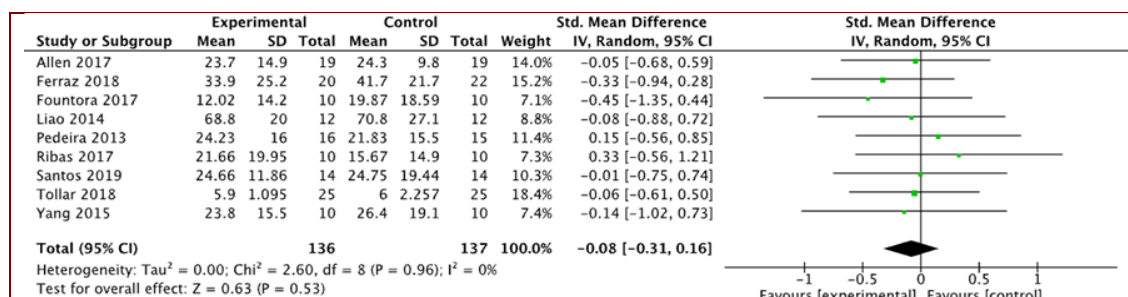 Experimental Control Std. Mean Difference Std. Mean Difference
Study or Subgroup Mean SD Total Mean SD Total Weight IV, Random, 95% CI IV, Random, 95% CI
Allen 2017 23.7 14.9 19 24.3 9.8 19 14.0% -0.05 [-0.68, 0.59]
Ferraz 2018 33.9 25.2 20 41.7 21.7 22 15.2% -0.33 [-0.94, 0.28]
Fountora 2017 12.02 14.2 10 19.87 18.59 10 7.1% -0.45 [-1.35, 0.44]
Liao 2014 68.8 20 12 70.8 27.1 12 8.8% -0.08 [-0.88, 0.72]
Pedeira 2013 24.23 16 16 21.83 15.5 15 11.4% 0.15 [-0.56, 0.85]
Ribas 2017 21.66 19.95 10 15.67 14.9 10 7.3% 0.33 [-0.56, 1.21]
Santos 2019 24.66 11.86 14 24.75 19.44 14 10.3% -0.01 [-0.75, 0.74]
Tollar 2018 5.9 1.095 25 6 2.257 25 18.4% -0.06 [-0.61, 0.50]
Yang 2015 23.8 15.5 10 26.4 19.1 10 7.4% -0.14 [-1.02, 0.73]
Total (95% CI) 136 137 100.0% -0.08 [-0.31, 0.16]
Heterogeneity: Tau² = 0.00; Chi² = 2.60, df = 8 (P = 0.96); I² = 0%
Test for overall effect: Z = 0.63 (P = 0.53)
-1 -0.5 0 0.5 1
Favours [experimental] Favours [control]